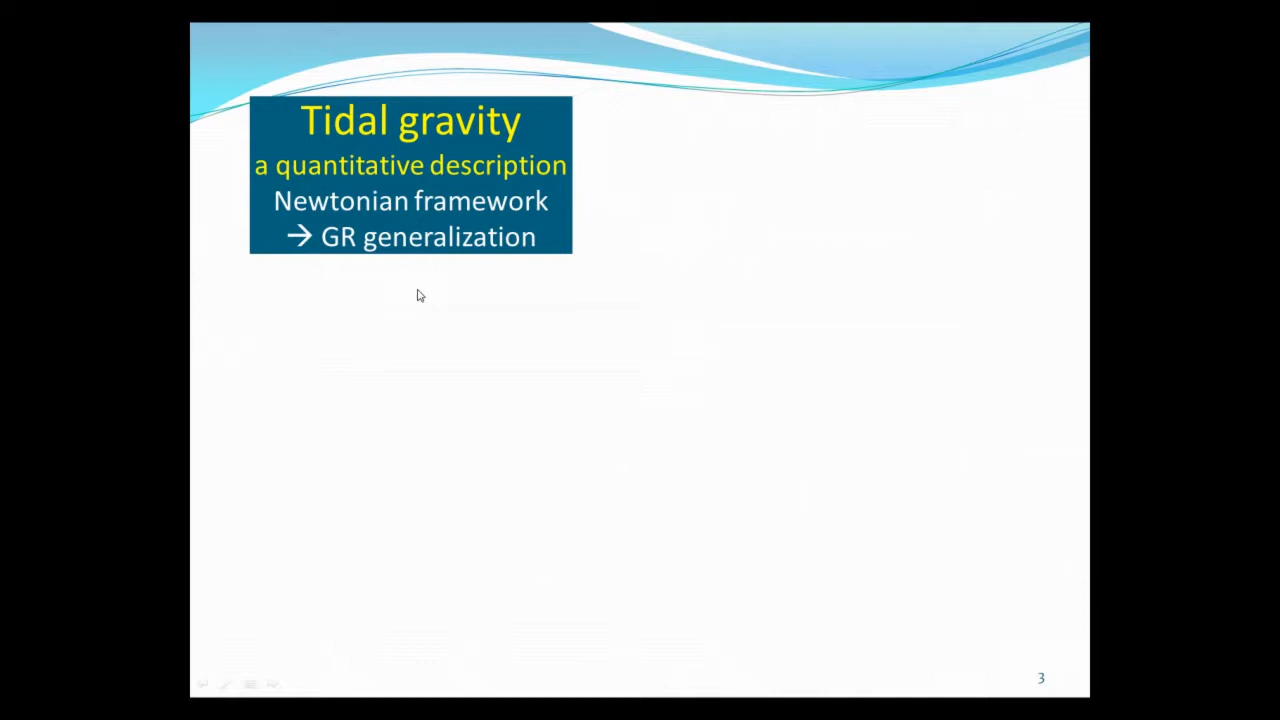 Tidal gravity
a quantitative description
Newtonian framework
→ GR generalization
3